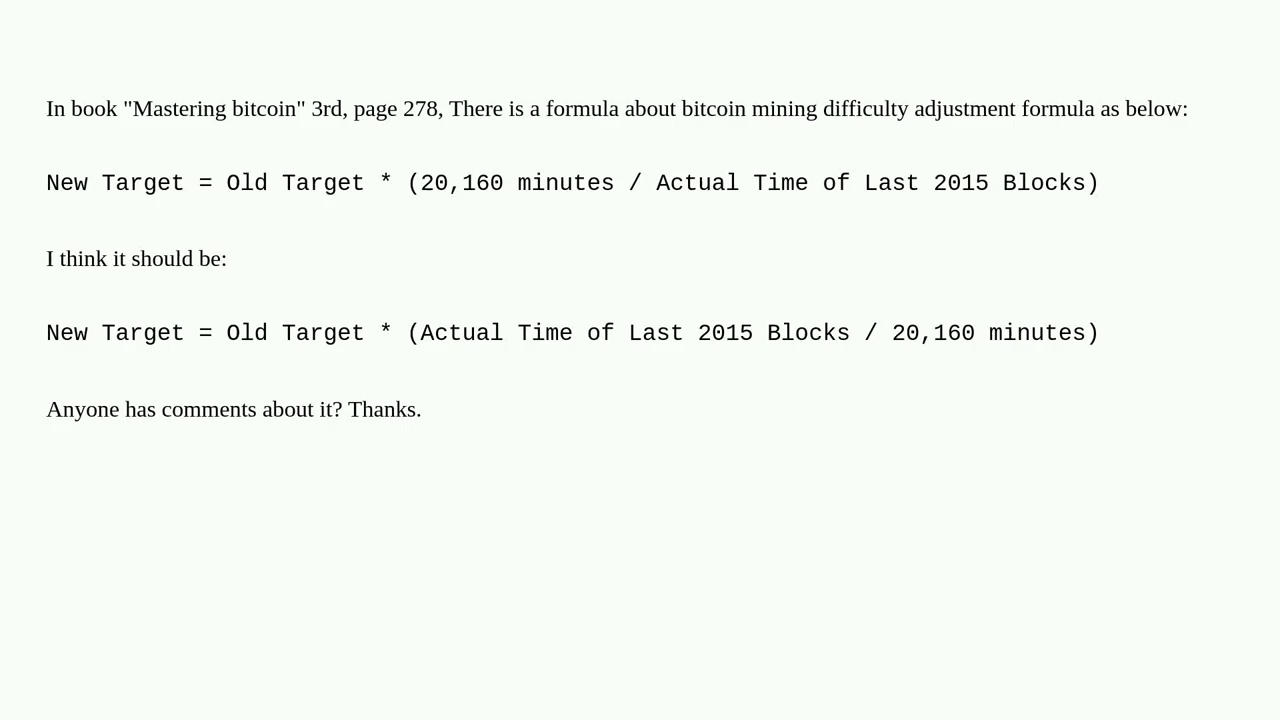 In book "Mastering bitcoin" 3rd, page 278, There is a formula about bitcoin mining difficulty adjustment formula as below:
New Target = Old Target * (20,160 minutes / Actual Time of Last 2015 Blocks)
I think it should be:
New Target = Old Target * (Actual Time of Last 2015 Blocks / 20,160 minutes)
Anyone has comments about it? Thanks.